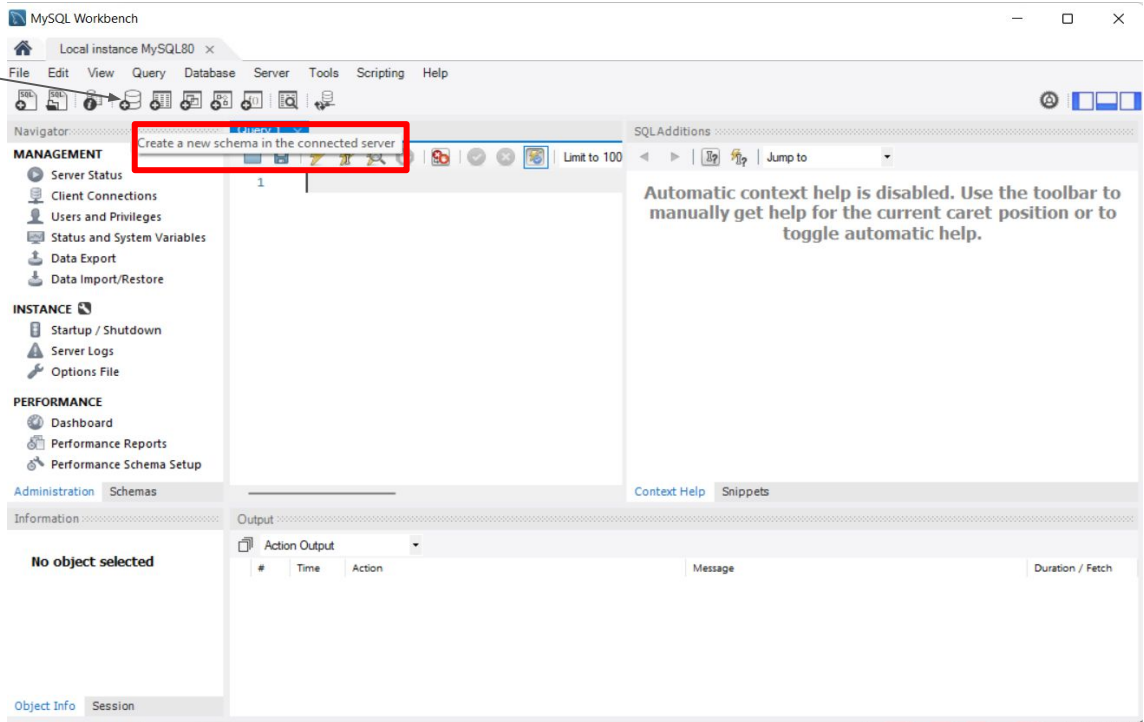 MySQL Workbench
Local instance MySQL80
File Edit View Query Database Server Tools Scripting Help
SQL SQL
Navigator
Query 1
SQLAdditions
Create a new schema in the connected server
MANAGEMENT
Server Status
Client Connections
Users and Privileges
Status and System Variables
Data Export
Data Import/Restore
INSTANCE
Startup / Shutdown
Server Logs
Options File
PERFORMANCE
Dashboard
Performance Reports
Performance Schema Setup
Administration Schemas
Limit to 100
1
Jump to
Automatic context help is disabled. Use the toolbar to
manually get help for the current caret position or to
toggle automatic help.
Context Help Snippets
Information
No object selected
Object Info Session
Output
Action Output
# Time Action Message Duration / Fetch